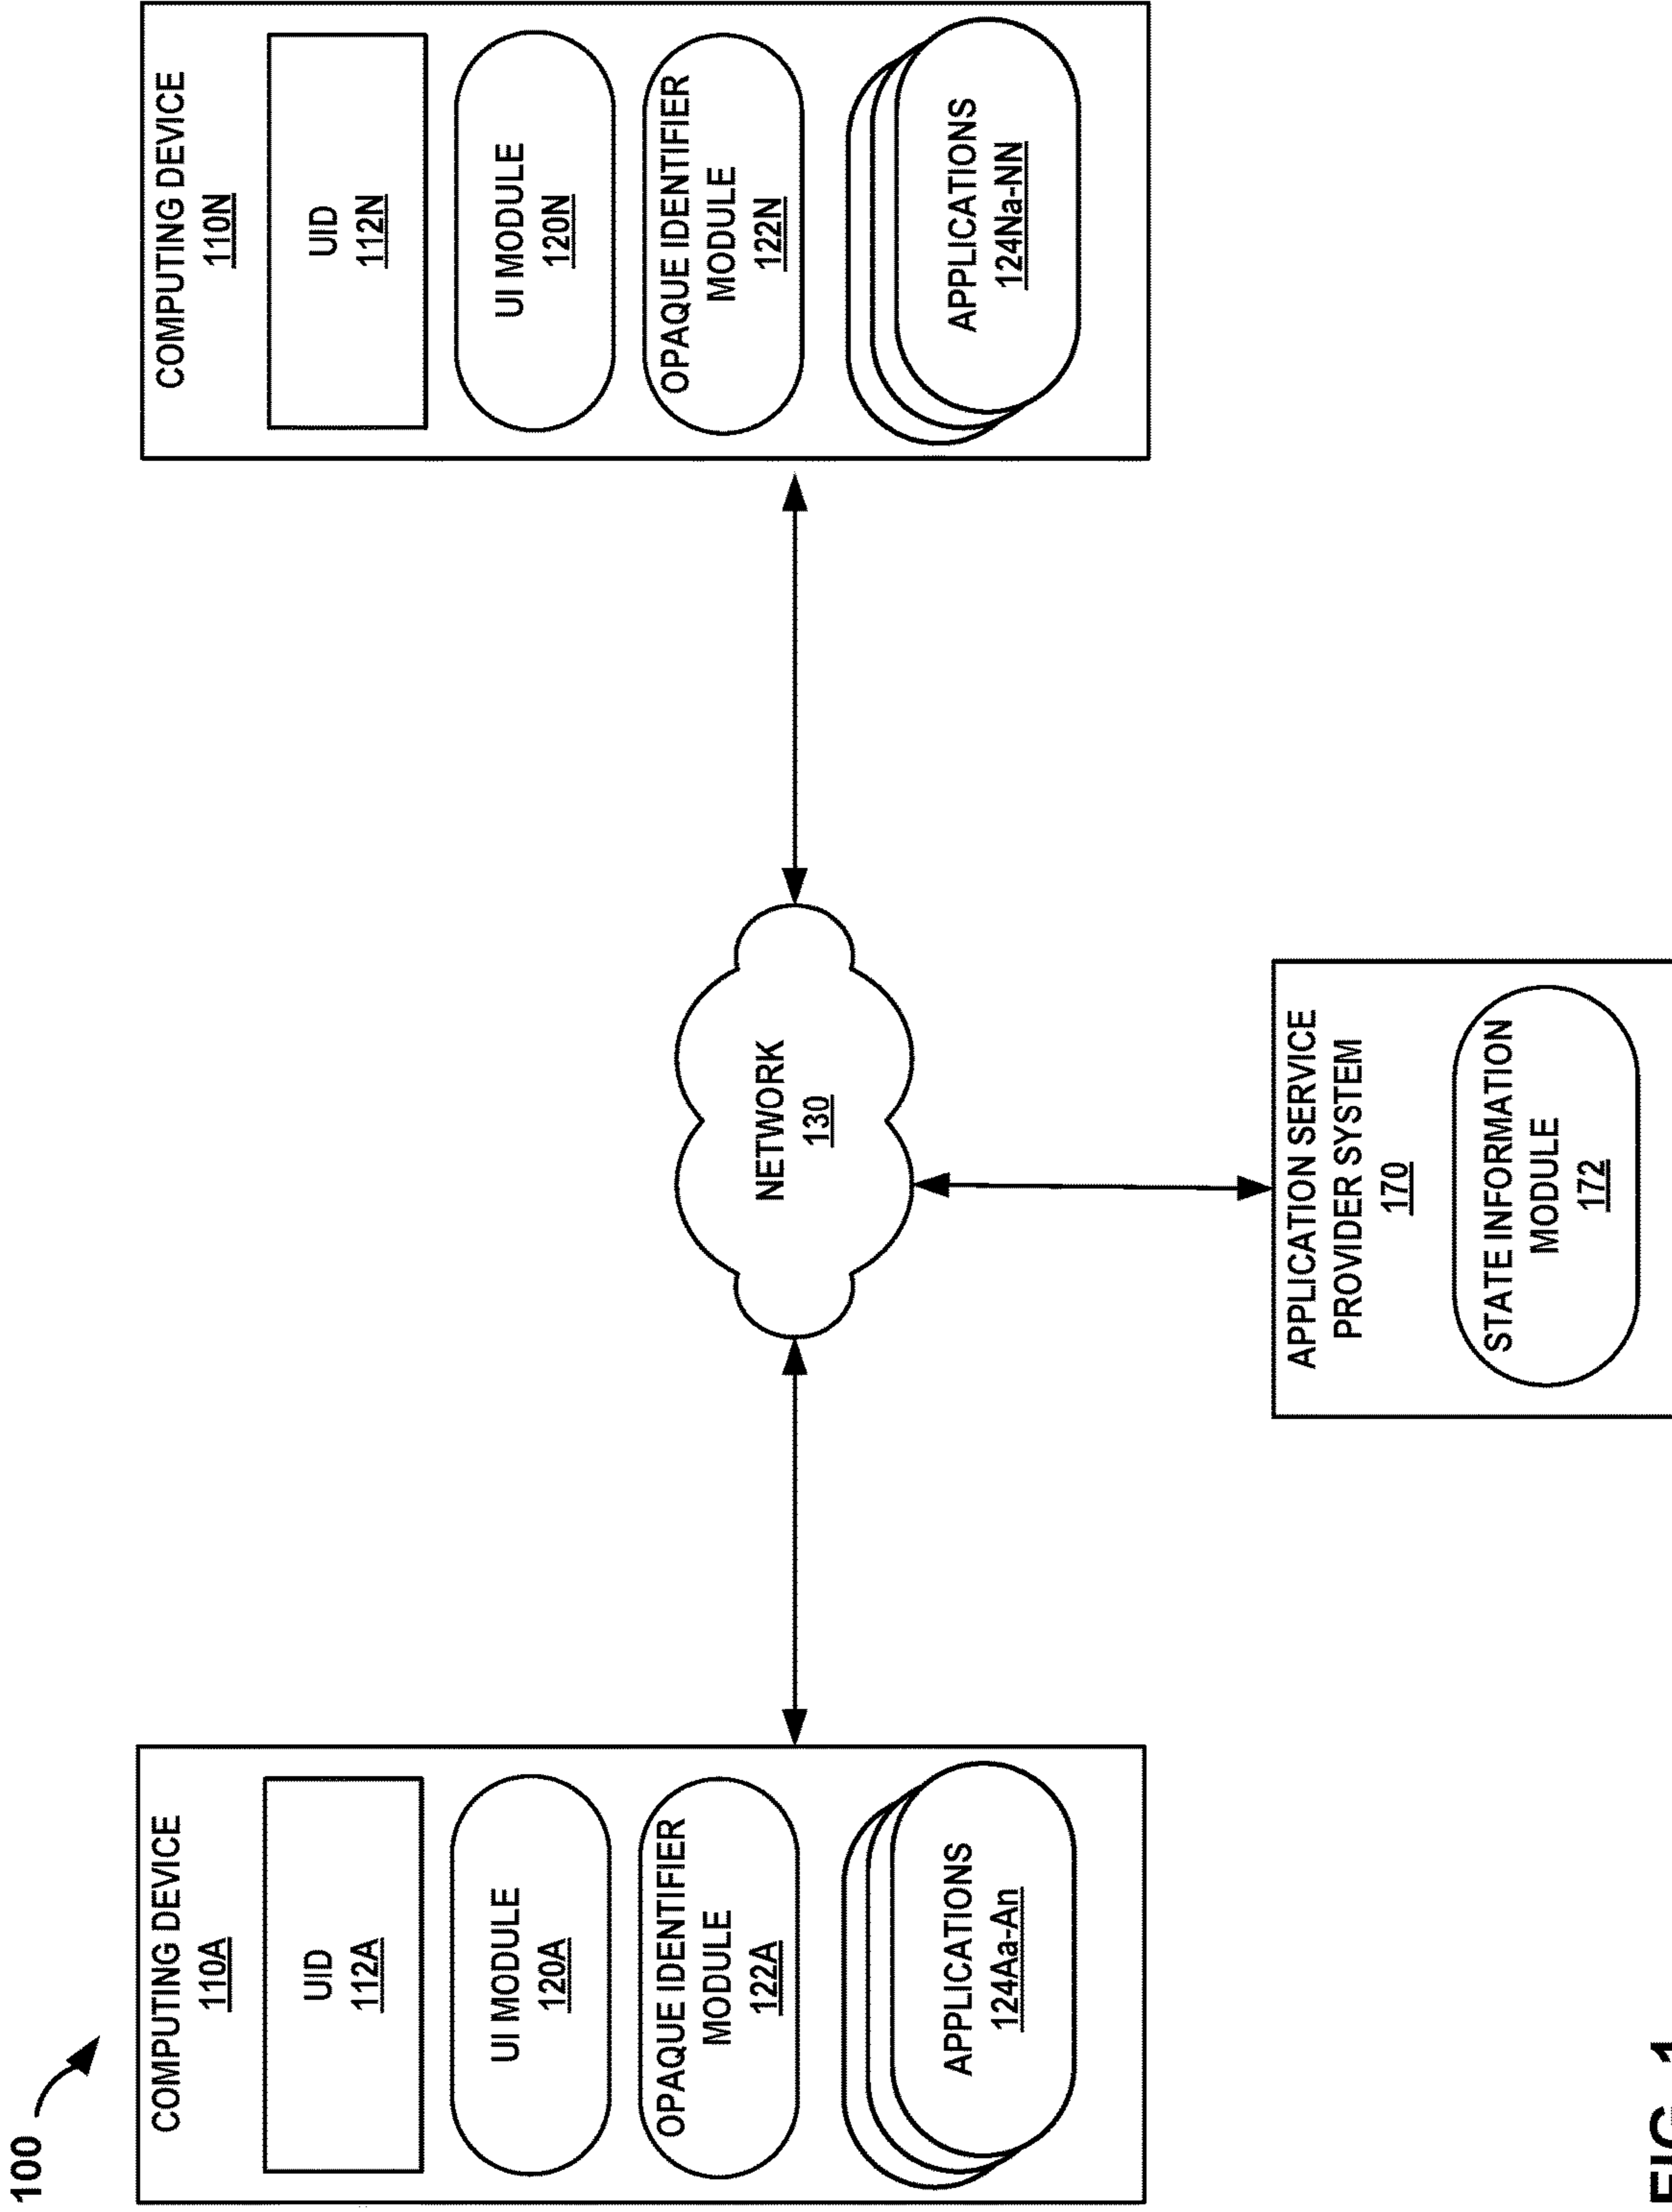 100
COMPUTING DEVICE
110A
UID
112A
UI MODULE
120A
OPAQUE IDENTIFIER
MODULE
122A
APPLICATIONS
124Aa-An
NETWORK
130
COMPUTING DEVICE
110N
UID
112N
UI MODULE
120N
OPAQUE IDENTIFIER
MODULE
122N
APPLICATIONS
124Na-NN
APPLICATION SERVICE
PROVIDER SYSTEM
170
STATE INFORMATION
MODULE
172
FIG. 1